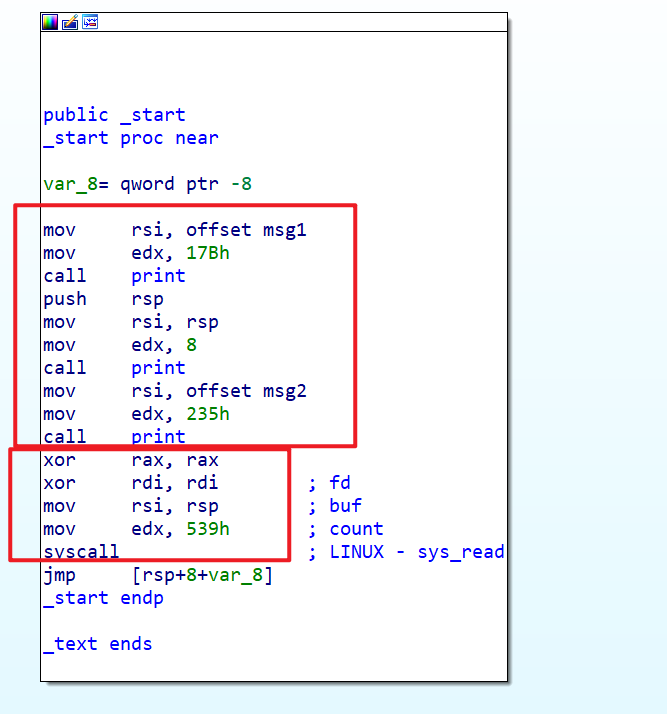 public _start
_start proc near
var_8= qword ptr -8
mov rsi, offset msg1
mov edx, 17Bh
call print
push rsp
mov rsi, rsp
mov edx, 8
call print
mov rsi, offset msg2
mov edx, 235h
call print
xor rax, rax
xor rdi, rdi ; fd
mov rsi, rsp ; buf
mov edx, 539h ; count
syscall ; LINUX - sys_read
jmp [rsp+8+var_8]
_start endp
_text ends